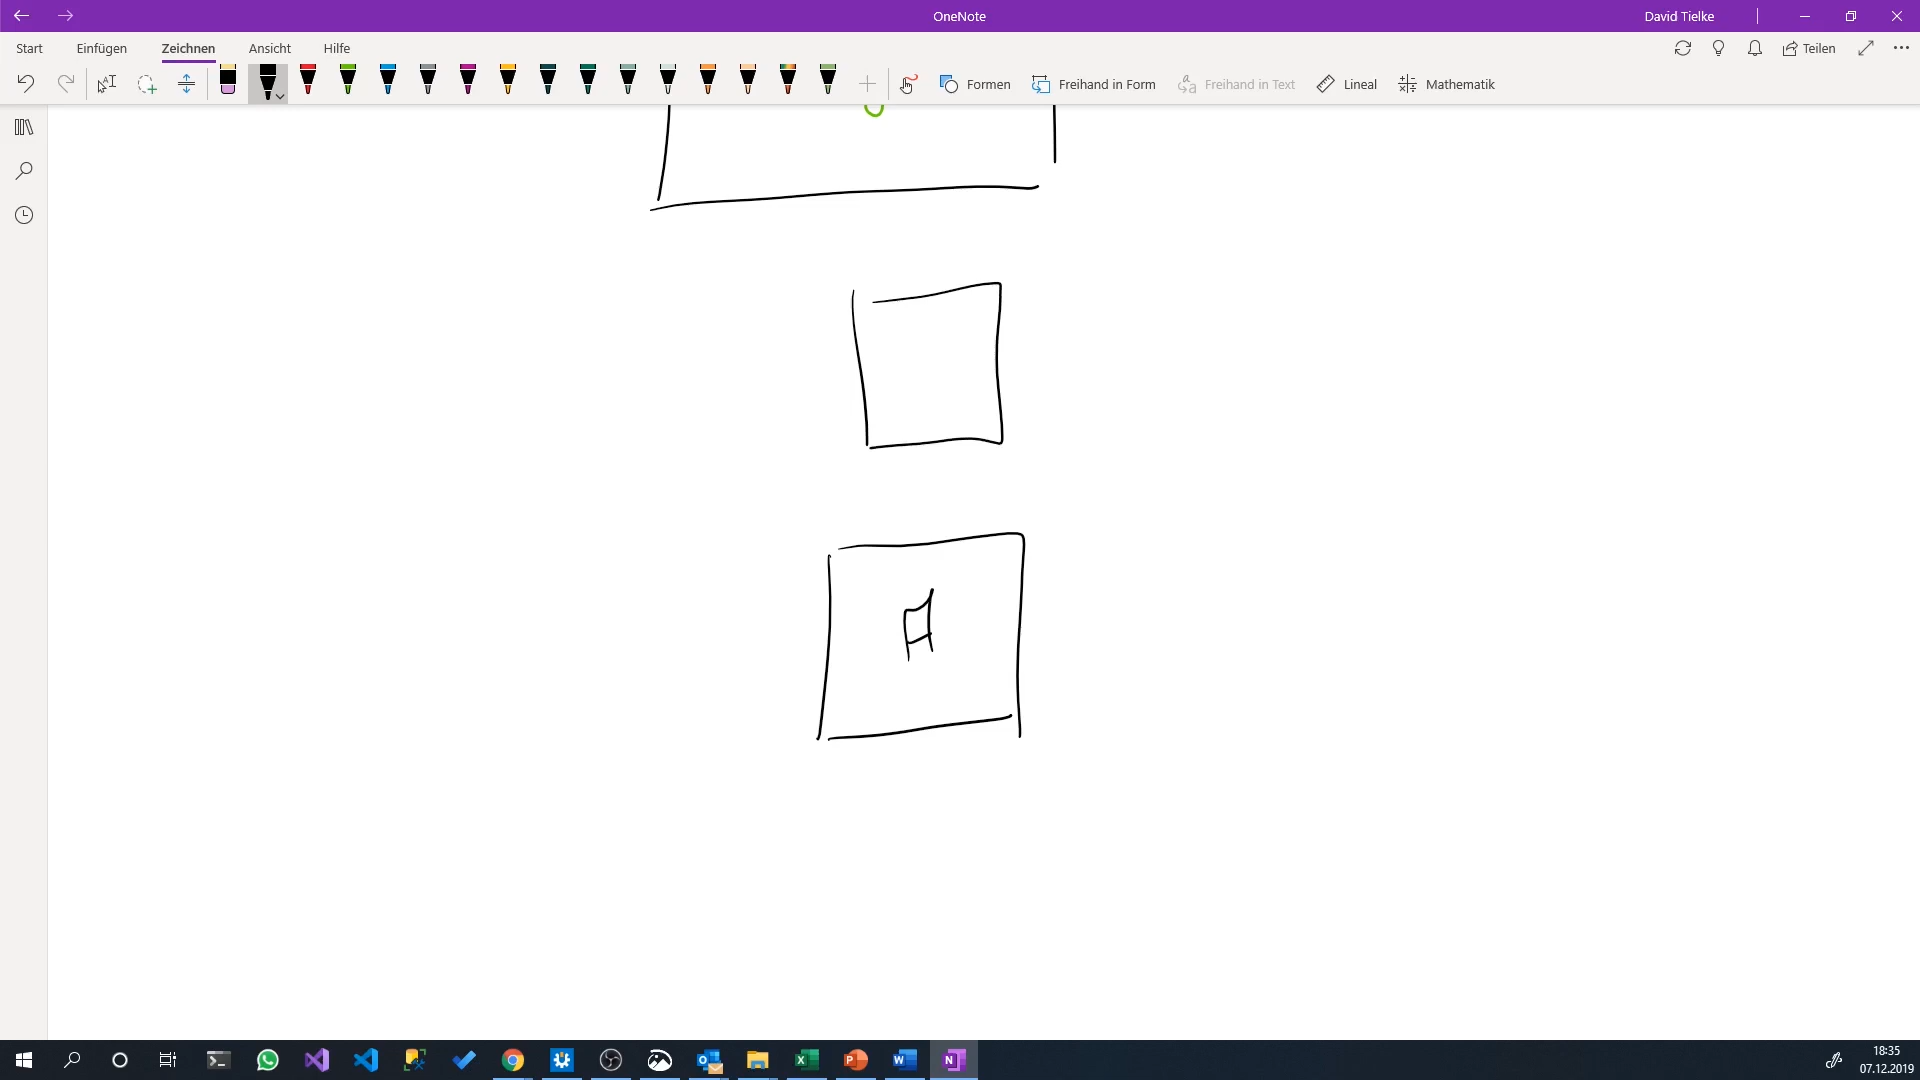 OneNote
David Tielke
Start Einfügen Zeichnen Ansicht Hilfe
Teilen
Formen Freihand in Form Freihand in Text Lineal Mathematik
18:35
07.12.2019